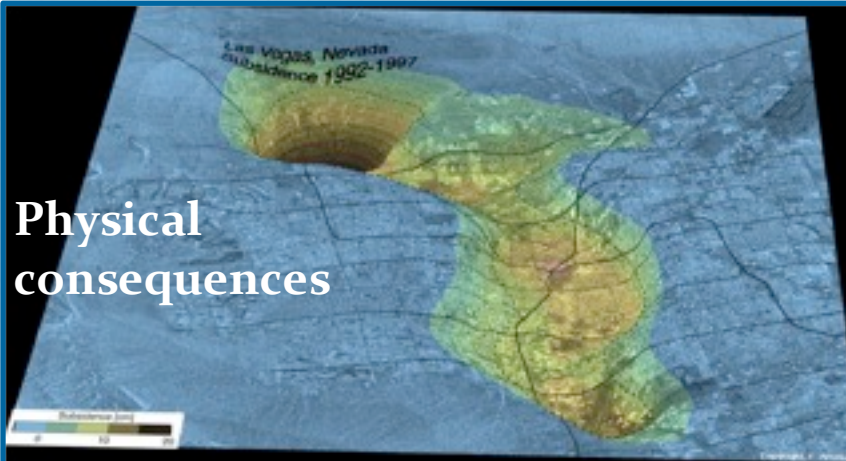 Las Vegas, Nevada
subsidence 1992-1997
Physical
consequences
Subsidence [cm]
0 10 20